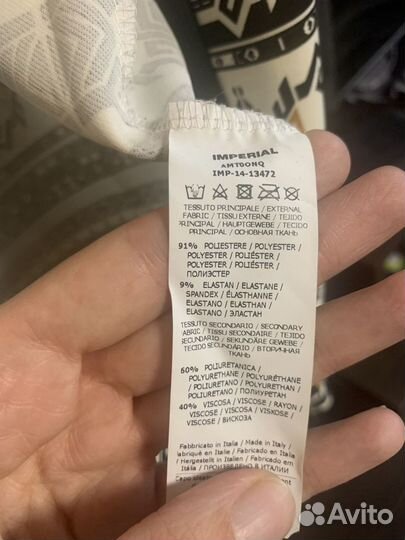 IMPERIAL
AMT00NQ
IMP-14-13472
TESSUTO PRINCIPALE / EXTERNAL
FABRIC / TISSU EXTERNE / TEJIDO
PRINCIPAL / HAUPTGEWEBE / TECIDO
PRINCIPAL / ОСНОВНАЯ ТКАНЬ
91% POLIESTERE / POLYESTER /
POLYESTER / POLIÉSTER /
POLYESTER / POLIÉSTER /
ПОЛИЭСТЕР
9% ELASTAN / ELASTANE /
SPANDEX / ÉLASTHANNE /
ELASTANO / ELASTHAN /
ELASTANO / ЭЛАСТАН
TESSUTO SECONDARIO / SECONDARY
FABRIC / TISSU SECONDAIRE / TEJIDO
SECUNDARIO / SEKUNDÄRE GEWEBE /
TECIDO SECUNDÁRIO / ВТОРИЧНАЯ
ТКАНЬ
60% POLIURETANICA /
POLYURETHANE / POLYURÉTHANE
/ POLIURETANO / POLYURETHAN /
POLIURETANO / ПОЛИУРЕТАН
40% VISCOSA / VISCOSE / RAYON /
VISCOSE / VISCOSA / VISKOSE /
VISCOSE / ВИСКОЗА
Fabbricato in Italia / Made in Italy /
Fabriqué en Italie / Fabricado en Italia
/ Hergestellt in Italien / Fabricado em
Itália / ПРОИЗВЕДЕНО В ИТАЛИИ
Capo
Avito